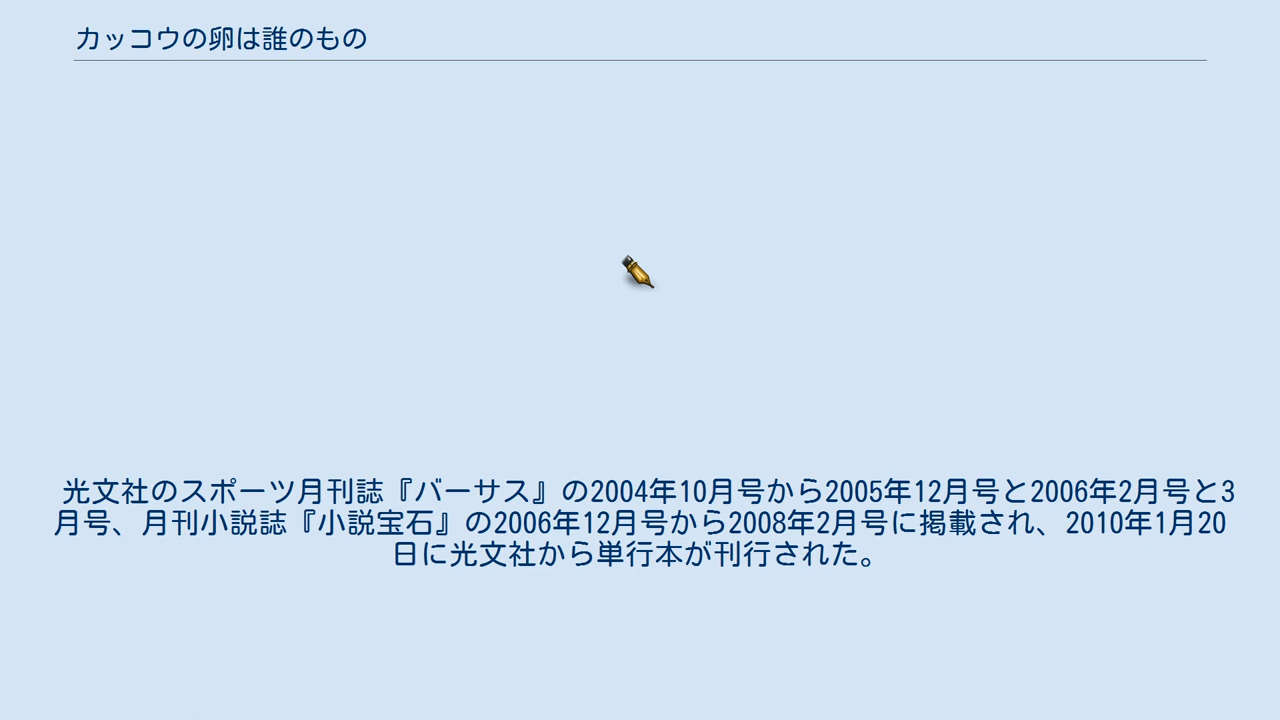 カッコウの卵は誰のもの
光文社のスポーツ月刊誌『バーサス』の2004年10月号から2005年12月号と2006年2月号と3
月号、月刊小説誌『小説宝石』の2006年12月号から2008年2月号に掲載され、2010年1月20
日に光文社から単行本が刊行された。